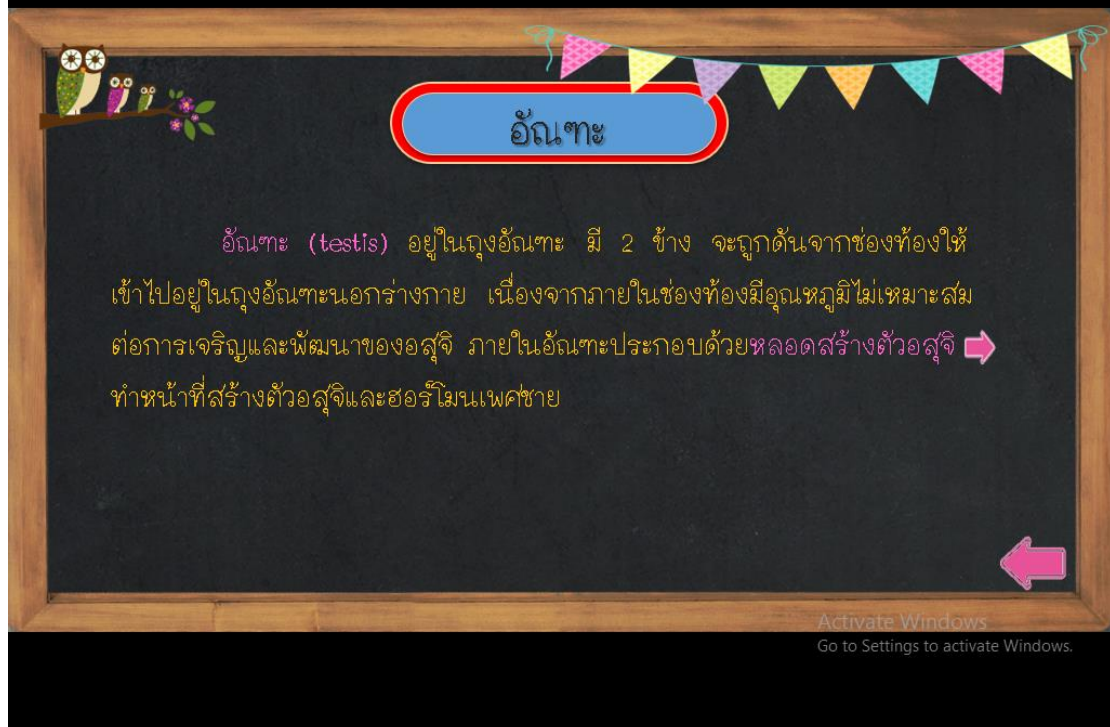 อัณฑะ
อัณฑะ (testis) อยู่ในถุงอัณฑะ มี 2 ข้าง จะถูกดันจากช่องท้องให้
เข้าไปอยู่ในถุงอัณฑะนอกร่างกาย เนื่องจากภายในช่องท้องมีอุณหภูมิไม่เหมาะสม
ต่อการเจริญและพัฒนาของอสุจิ ภายในอัณฑะประกอบด้วยหลอดสร้างตัวอสุจิ
ทำหน้าที่สร้างตัวอสุจิและฮอร์โมนเพศชาย
Activate Windows
Go to Settings to activate Windows.